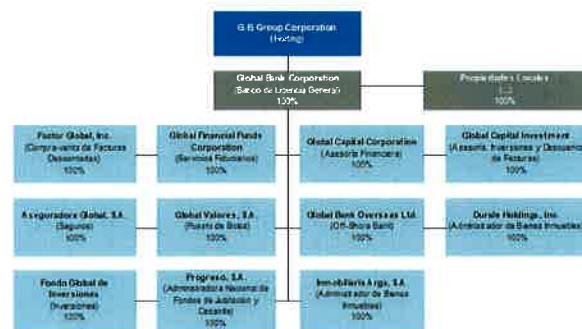 G.B. Group Corporation
(Holding)
Global Bank Corporation
(Banco de Licencia General)
100%
Propiedades Locales
100%
Factor Global, Inc.
(Compra-venta de Facturas
Descontadas)
100%
Global Financial Funds
Corporation
(Servicios Fiduciarios)
100%
Global Capital Corporation
(Asesoría Financiera)
100%
Global Capital Investment
(Asesoría, Inversiones y Descuento
de Facturas)
100%
Aseguradora Global, S.A.
(Seguros)
100%
Global Valores, S.A.
(Puesto de Bolsa)
100%
Global Bank Overseas Ltd.
(Off-Shore Bank)
100%
Durale Holdings, Inc.
(Administrador de Bienes Inmuebles)
100%
Fondo Global de
Inversiones
(Inversiones)
100%
Progreso, S.A.
(Administradora Nacional de
Fondos de Jubilación y
Cesantía)
100%
Inmobiliaria Arga, S.A.
(Administrador de Bienes
Inmuebles)
100%